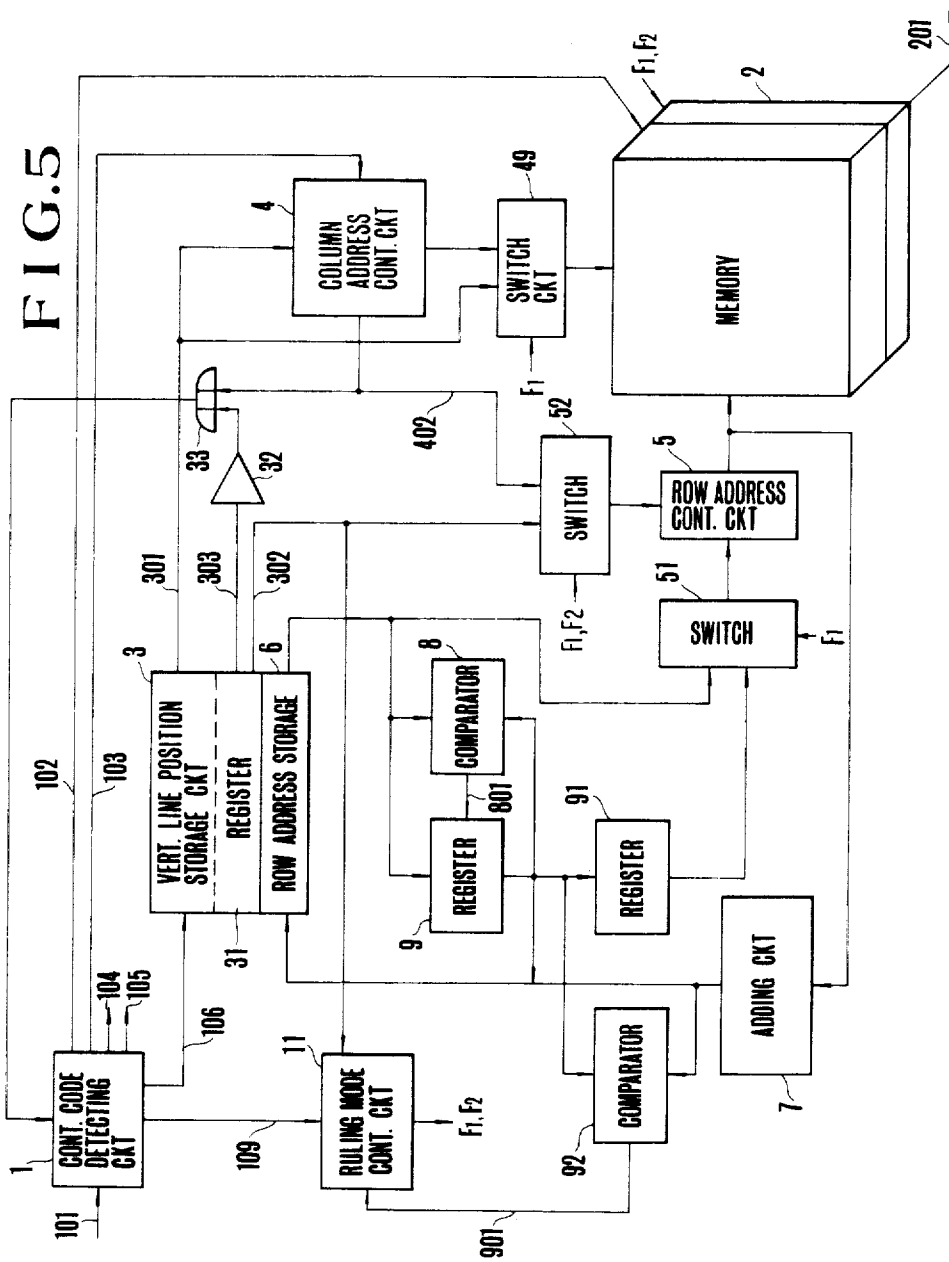 FIG.5
101
1
CONT. CODE
DETECTING
CKT
102
103
104
105
106
109
3
VERT. LINE POSITION
STORAGE CKT
REGISTER
31
6
ROW ADDRESS STORAGE
301
303
302
32
33
4
COLUMN
ADDRESS
CONT. CKT
402
49
SWITCH
CKT
F1
F1, F2
2
MEMORY
201
52
SWITCH
F1, F2
5
ROW ADDRESS
CONT. CKT
51
SWITCH
F1
8
COMPARATOR
801
9
REGISTER
91
REGISTER
11
RULING MODE
CONT. CKT
F1, F2
92
COMPARATOR
901
7
ADDING CKT